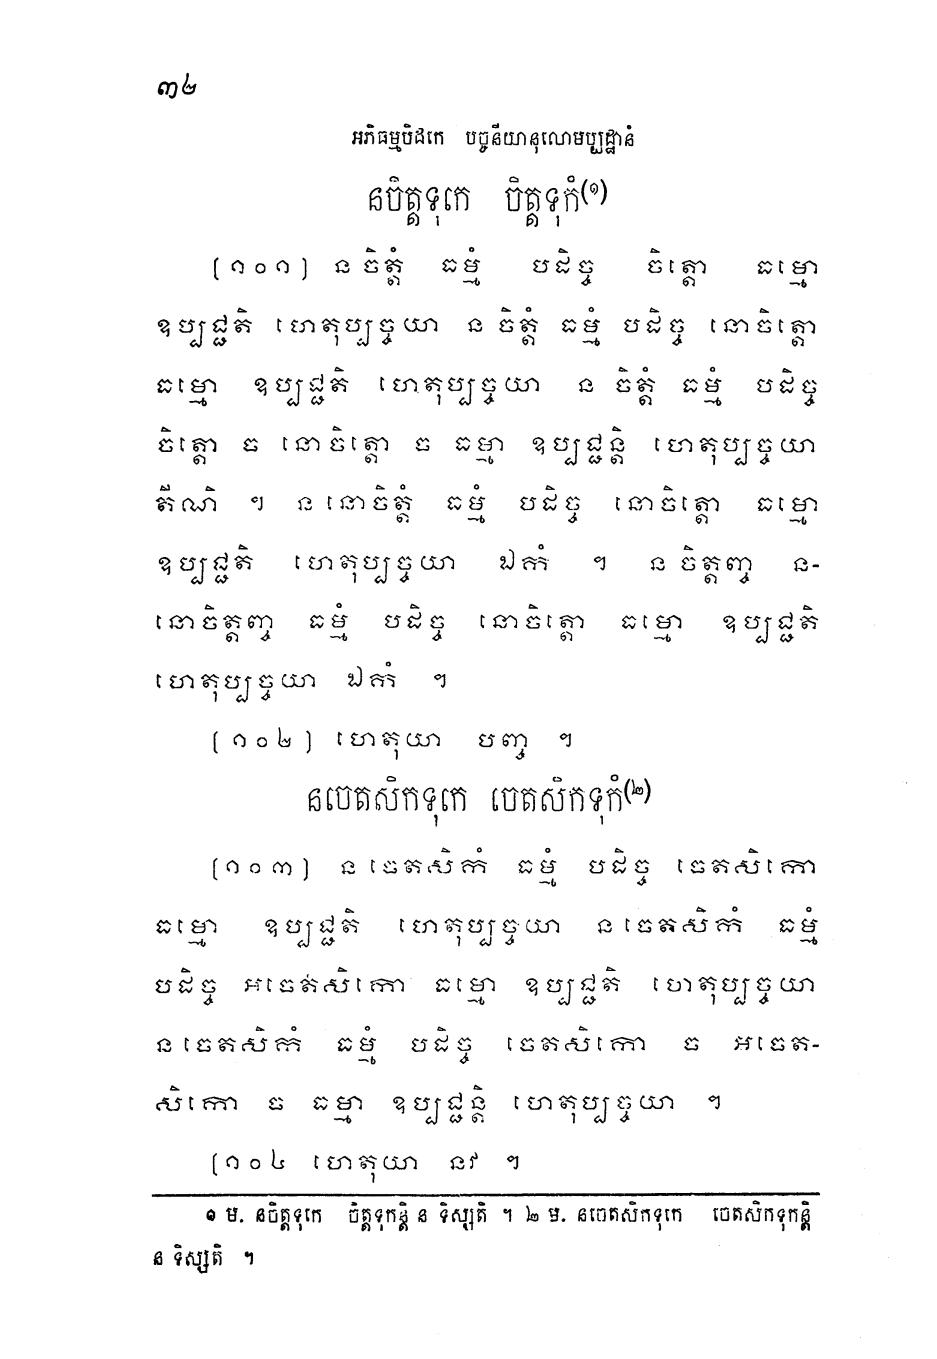 ៣២
អភិធម្មបិដកេ បច្ចនីយានុលោមប្បដ្ឋានំ
នចិត្តទុកេ ចិត្តទុកំ(១)
(១០១) ន ចិត្តំ ធម្មំ បដិច្ច ចិត្តោ ធម្មោ
ឧប្បជ្ជតិ ហេតុប្បច្ចយា ន ចិត្តំ ធម្មំ បដិច្ច នោចិត្តោ
ធម្មោ ឧប្បជ្ជតិ ហេតុប្បច្ចយា ន ចិត្តំ ធម្មំ បដិច្ច
ចិត្តោ ច នោចិត្តោ ច ធម្មា ឧប្បជ្ជន្តិ ហេតុប្បច្ចយា
តីណិ ។ ន នោចិត្តំ ធម្មំ បដិច្ច នោចិត្តោ ធម្មោ
ឧប្បជ្ជតិ ហេតុប្បច្ចយា ឯកំ ។ ន ចិត្តញ្ច ន-
នោចិត្តញ្ច ធម្មំ បដិច្ច នោចិត្តោ ធម្មោ ឧប្បជ្ជតិ
ហេតុប្បច្ចយា ឯកំ ។
(១០២) ហេតុយា បញ្ច ។
នចេតសិកទុកេ ចេតសិកទុកំ(២)
(១០៣) ន ចេតសិកំ ធម្មំ បដិច្ច ចេតសិកោ
ធម្មោ ឧប្បជ្ជតិ ហេតុប្បច្ចយា ន ចេតសិកំ ធម្មំ
បដិច្ច អចេតសិកោ ធម្មោ ឧប្បជ្ជតិ ហេតុប្បច្ចយា
ន ចេតសិកំ ធម្មំ បដិច្ច ចេតសិកោ ច អចេត-
សិកោ ច ធម្មា ឧប្បជ្ជន្តិ ហេតុប្បច្ចយា ។
(១០៤ ហេតុយា នវ ។
១ ម. នចិត្តទុកេ ចិត្តទុកន្តិ ន ទិស្សតិ ។ ២ ម. នចេតសិកទុកេ ចេតសិកទុកន្តិ
ន ទិស្សតិ ។